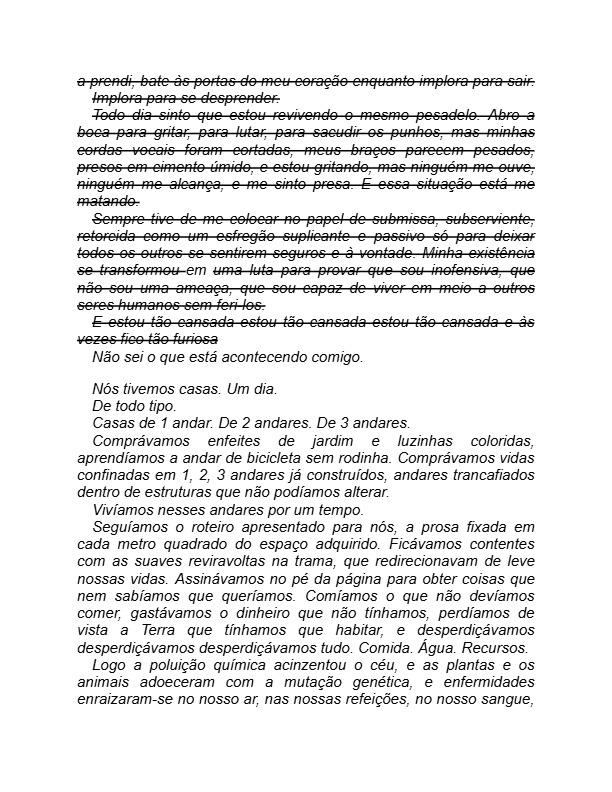 a prendi, bate às portas do meu coração enquanto implora para sair.
Implora para se desprender.
Todo dia sinto que estou revivendo o mesmo pesadelo. Abro a
boca para gritar, para lutar, para sacudir os punhos, mas minhas
cordas vocais foram cortadas, meus braços parecem pesados,
presos em cimento úmido, e estou gritando, mas ninguém me ouve,
ninguém me alcança, e me sinto presa. E essa situação está me
matando.
Sempre tive de me colocar no papel de submissa, subserviente,
retorcida como um esfregão suplicante e passivo só para deixar
todos os outros se sentirem seguros e à vontade. Minha existência
se transformou em uma luta para provar que sou inofensiva, que
não sou uma ameaça, que sou capaz de viver em meio a outros
seres humanos sem feri-los.
E estou tão cansada estou tão cansada estou tão cansada e às
vezes fico tão furiosa
Não sei o que está acontecendo comigo.
Nós tivemos casas. Um dia.
De todo tipo.
Casas de 1 andar. De 2 andares. De 3 andares.
Comprávamos enfeites de jardim e luzinhas coloridas,
aprendíamos a andar de bicicleta sem rodinha. Comprávamos vidas
confinadas em 1, 2, 3 andares já construídos, andares trancafiados
dentro de estruturas que não podíamos alterar.
Vivíamos nesses andares por um tempo.
Seguíamos o roteiro apresentado para nós, a prosa fixada em
cada metro quadrado do espaço adquirido. Ficávamos contentes
com as suaves reviravoltas na trama, que redirecionavam de leve
nossas vidas. Assinávamos no pé da página para obter coisas que
nem sabíamos que queríamos. Comíamos o que não devíamos
comer, gastávamos o dinheiro que não tínhamos, perdíamos de
vista a Terra que tínhamos que habitar, e desperdiçávamos
desperdiçávamos desperdiçávamos tudo. Comida. Água. Recursos.
Logo a poluição química acinzentou o céu, e as plantas e os
animais adoeceram com a mutação genética, e enfermidades
enraizaram-se no nosso ar, nas nossas refeições, no nosso sangue,